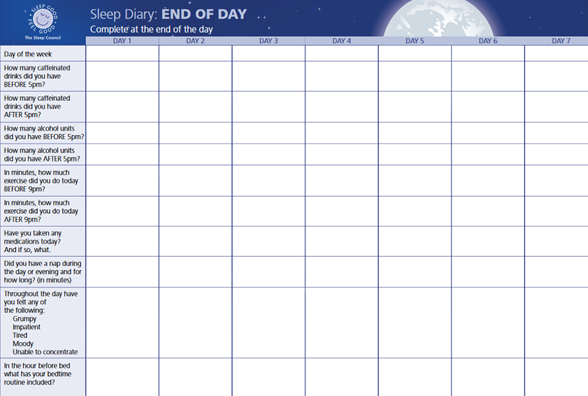 SLEEP GOOD
FEEL GOOD
The Sleep Council
Sleep Diary: END OF DAY
Complete at the end of the day
DAY 1 DAY 2 DAY 3 DAY 4 DAY 5 DAY 6 DAY 7
Day of the week
How many caffeinated
drinks did you have
BEFORE 5pm?
How many caffeinated
drinks did you have
AFTER 5pm?
How many alcohol units
did you have BEFORE 5pm?
How many alcohol units
did you have AFTER 5pm?
In minutes, how much
exercise did you do today
BEFORE 9pm?
In minutes, how much
exercise did you do today
AFTER 9pm?
Have you taken any
medications today?
And if so, what.
Did you have a nap during
the day or evening and for
how long? (in minutes)
Throughout the day have
you felt any of
the following:
Grumpy
Impatient
Tired
Moody
Unable to concentrate
In the hour before bed
what has your bedtime
routine included?